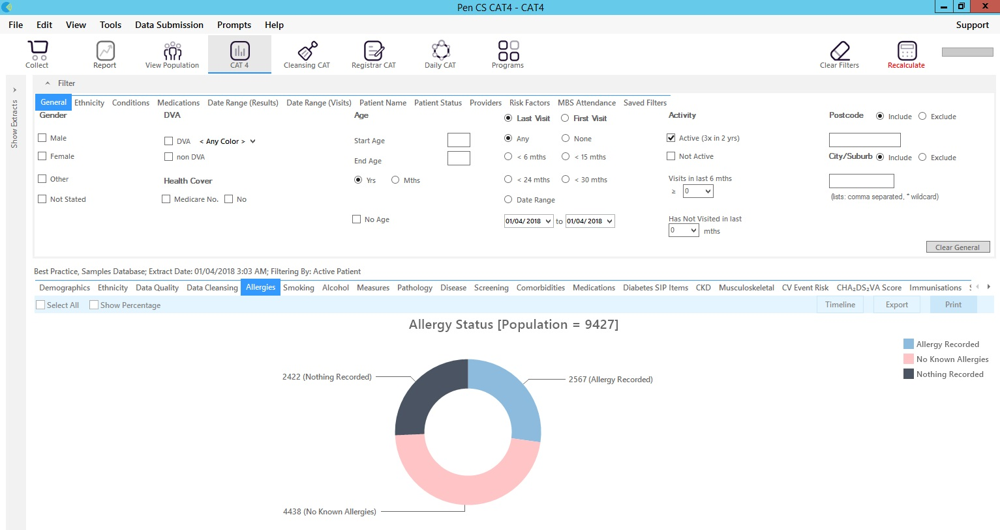 Pen CS CAT4 - CAT4
File Edit View Tools Data Submission Prompts Help Support
Collect Report View Population CAT 4 Cleansing CAT Registrar CAT Daily CAT Programs Clear Filters Recalculate
Show Extracts
Filter
General Ethnicity Conditions Medications Date Range (Results) Date Range (Visits) Patient Name Patient Status Providers Risk Factors MBS Attendance Saved Filters
Gender DVA Age Last Visit First Visit Activity Postcode Include Exclude
Male DVA < Any Color > Start Age Any None Active (3x in 2 yrs)
Female non DVA End Age < 6 mths < 15 mths Not Active City/Suburb Include Exclude
Other Health Cover Yrs Mths < 24 mths < 30 mths Visits in last 6 mths
≥ 0
Not Stated Medicare No. No Date Range (lists: comma separated, * wildcard)
No Age 01/04/ 2018 to 01/04/ 2018 Has Not Visited in last
0 mths
Clear General
Best Practice, Samples Database; Extract Date: 01/04/2018 3:03 AM; Filtering By: Active Patient
Demographics Ethnicity Data Quality Data Cleansing Allergies Smoking Alcohol Measures Pathology Disease Screening Comorbidities Medications Diabetes SIP Items CKD Musculoskeletal CV Event Risk CHA₂DS₂VA Score Immunisations
Select All Show Percentage Timeline Export Print
Allergy Status [Population = 9427]
Allergy Recorded
No Known Allergies
Nothing Recorded
2422 (Nothing Recorded) 2567 (Allergy Recorded)
4438 (No Known Allergies)